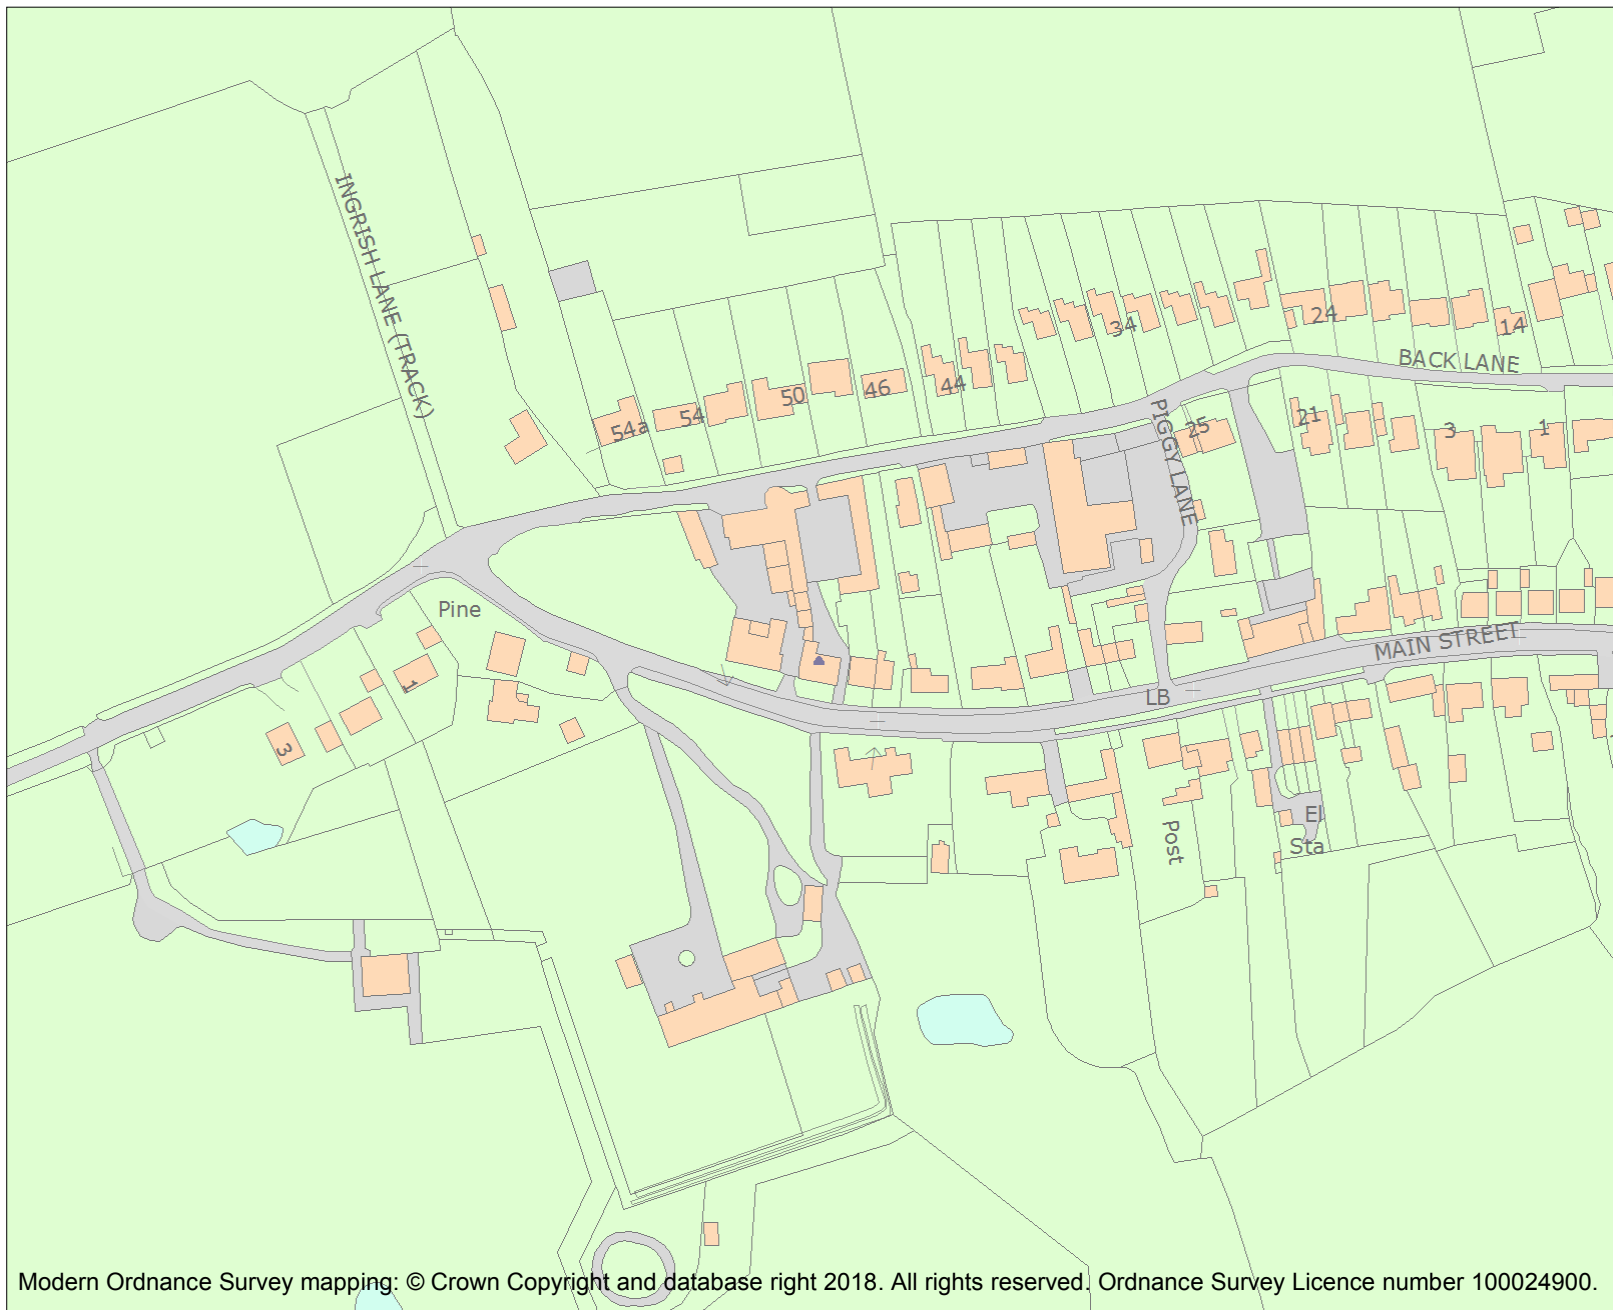 INGRISH LANE (TRACK)
24
14
34
BACK LANE
44
46
50
54
54a
PIGGY LANE
25
21
3
1
Pine
1
3
MAIN STREET
LB
Post
El
Sta
Modern Ordnance Survey mapping: © Crown Copyright and database right 2018. All rights reserved. Ordnance Survey Licence number 100024900.